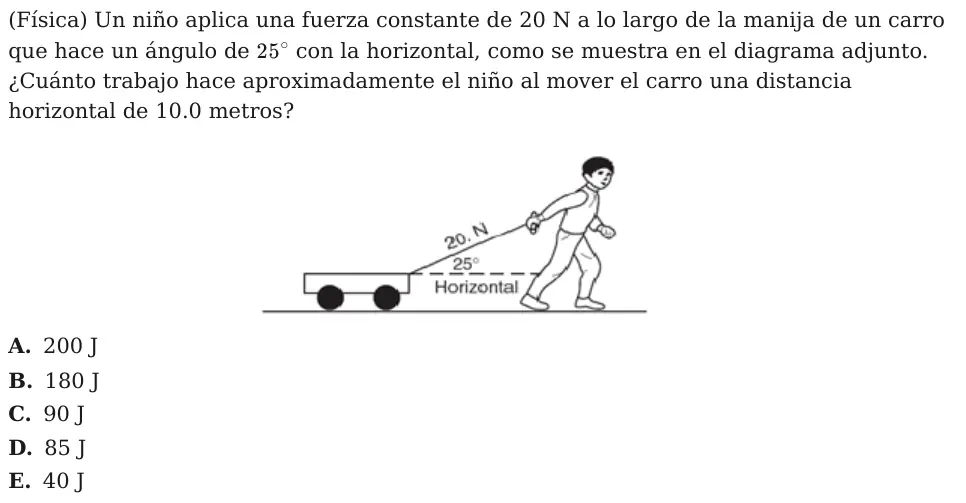 (Física) Un niño aplica una fuerza constante de 20 N a lo largo de la manija de un carro
que hace un ángulo de 25° con la horizontal, como se muestra en el diagrama adjunto.
¿Cuánto trabajo hace aproximadamente el niño al mover el carro una distancia
horizontal de 10.0 metros?
20. N
25°
Horizontal
A. 200 J
B. 180 J
C. 90 J
D. 85 J
E. 40 J